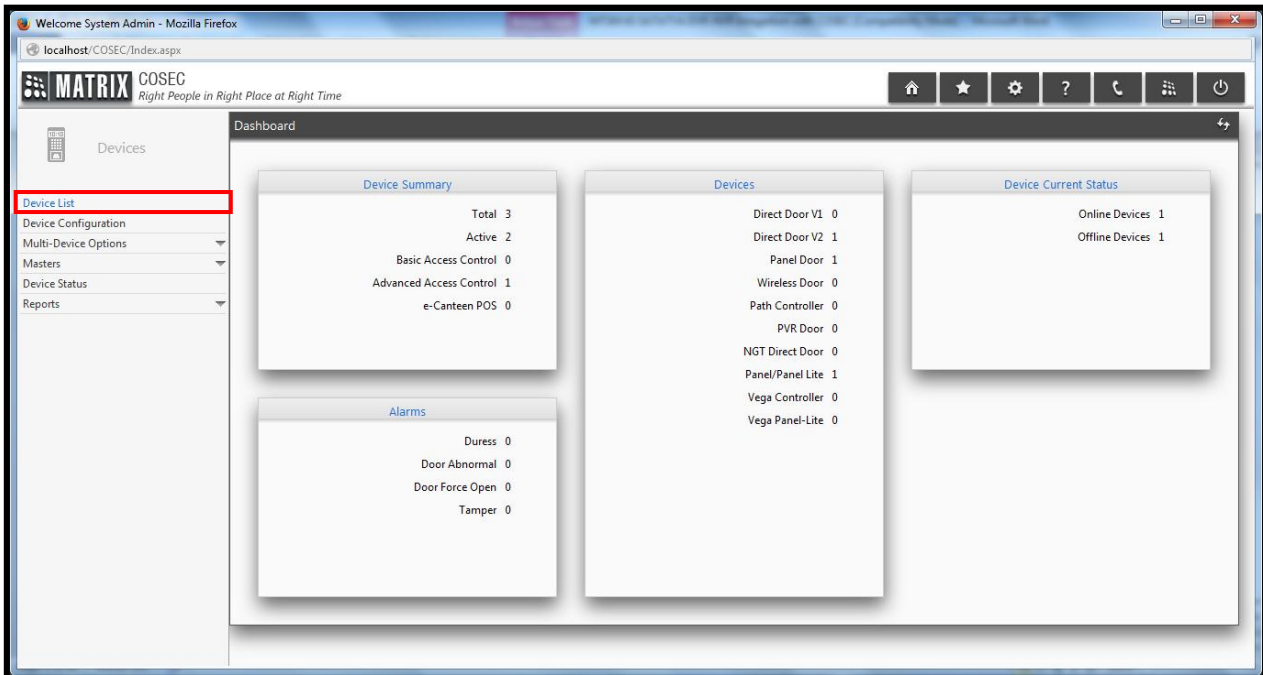 Welcome System Admin - Mozilla Firefox
localhost/COSEC/Index.aspx
MATRIX COSEC
Right People in Right Place at Right Time
?
Devices
Device List
Device Configuration
Multi-Device Options
Masters
Device Status
Reports
Dashboard
Device Summary
Total 3
Active 2
Basic Access Control 0
Advanced Access Control 1
e-Canteen POS 0
Alarms
Duress 0
Door Abnormal 0
Door Force Open 0
Tamper 0
Devices
Direct Door V1 0
Direct Door V2 1
Panel Door 1
Wireless Door 0
Path Controller 0
PVR Door 0
NGT Direct Door 0
Panel/Panel Lite 1
Vega Controller 0
Vega Panel-Lite 0
Device Current Status
Online Devices 1
Offline Devices 1